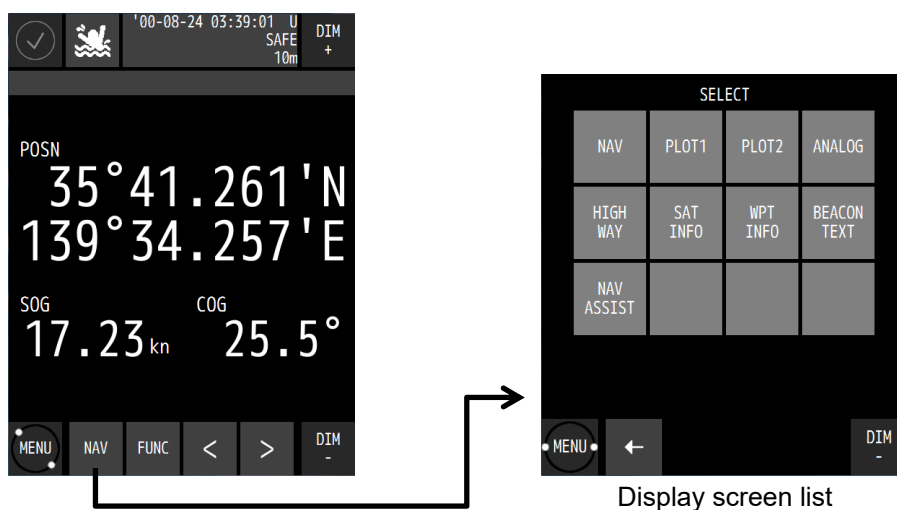 '00-08-24 03:39:01 U
SAFE
10m
DIM
+
POSN
35°41.261'N
139°34.257'E
SOG
COG
17.23kn
25.5°
MENU
NAV
FUNC
<
>
DIM
-
SELECT
NAV
PLOT1
PLOT2
ANALOG
HIGH
WAY
SAT
INFO
WPT
INFO
BEACON
TEXT
NAV
ASSIST
MENU
←
DIM
-
Display screen list